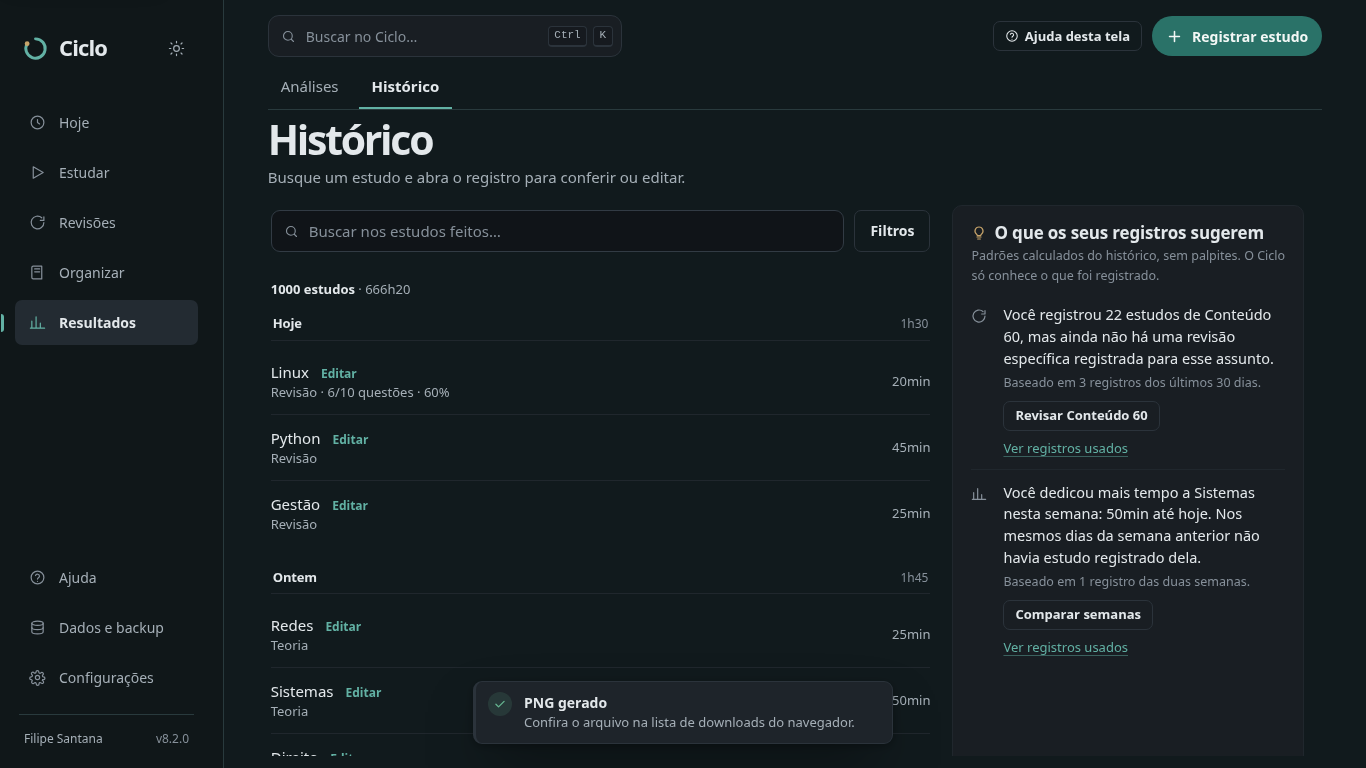 Ciclo
Hoje
Estudar
Revisões
Organizar
Resultados
Ajuda
Dados e backup
Configurações
Filipe Santana v8.2.0
Buscar no Ciclo... Ctrl K
Ajuda desta tela
Registrar estudo
Análises Histórico
Histórico
Busque um estudo e abra o registro para conferir ou editar.
Buscar nos estudos feitos...
Filtros
1000 estudos · 666h20
Hoje 1h30
Linux Editar
Revisão · 6/10 questões · 60%
20min
Python Editar
Revisão
45min
Gestão Editar
Revisão
25min
Ontem 1h45
Redes Editar
Teoria
25min
Sistemas Editar
Teoria
50min
Direito Editar
O que os seus registros sugerem
Padrões calculados do histórico, sem palpites. O Ciclo
só conhece o que foi registrado.
Você registrou 22 estudos de Conteúdo
60, mas ainda não há uma revisão
específica registrada para esse assunto.
Baseado em 3 registros dos últimos 30 dias.
Revisar Conteúdo 60
Ver registros usados
Você dedicou mais tempo a Sistemas
nesta semana: 50min até hoje. Nos
mesmos dias da semana anterior não
havia estudo registrado dela.
Baseado em 1 registro das duas semanas.
Comparar semanas
Ver registros usados
PNG gerado
Confira o arquivo na lista de downloads do navegador.